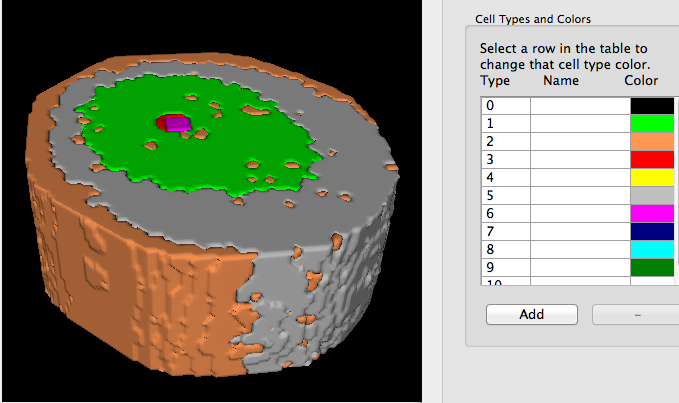 Cell Types and Colors
Select a row in the table to
change that cell type color.
Type Name Color
0
1
2
3
4
5
6
7
8
9
10
Add -